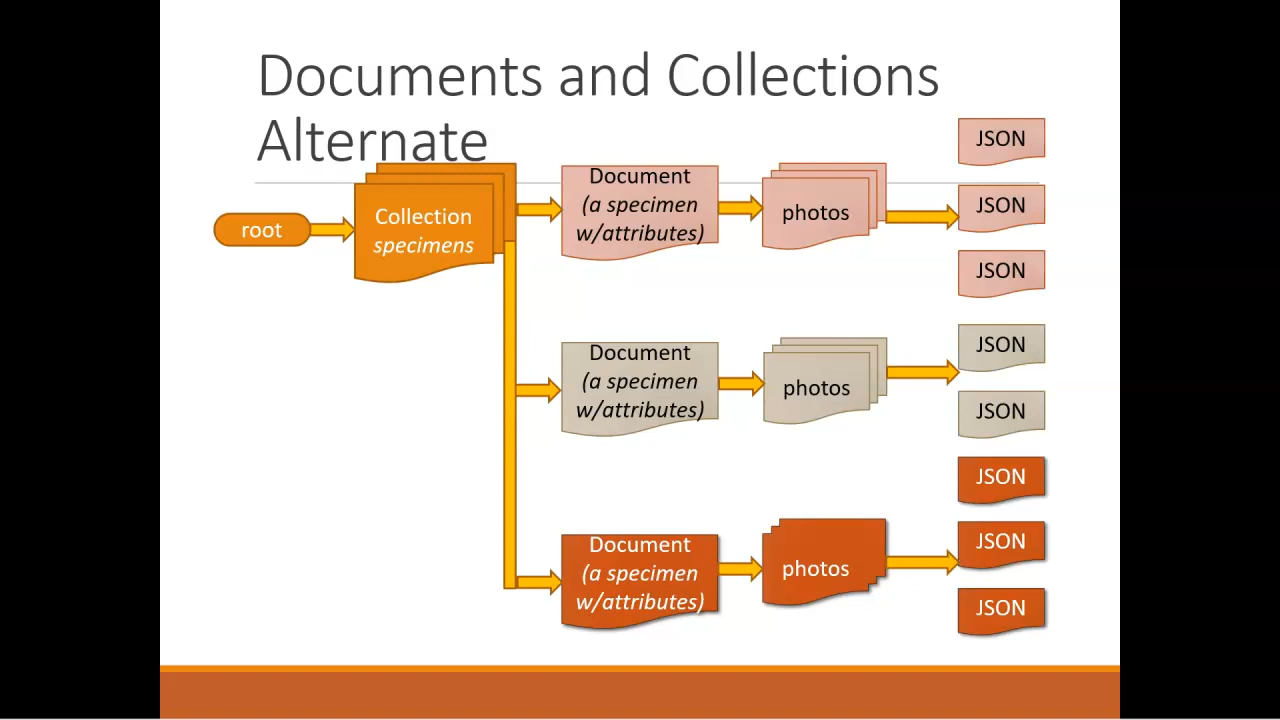 Documents and Collections
Alternate
root
Collection
specimens
Document
(a specimen
w/attributes)
photos
JSON
JSON
JSON
Document
(a specimen
w/attributes)
photos
JSON
JSON
Document
(a specimen
w/attributes)
photos
JSON
JSON
JSON